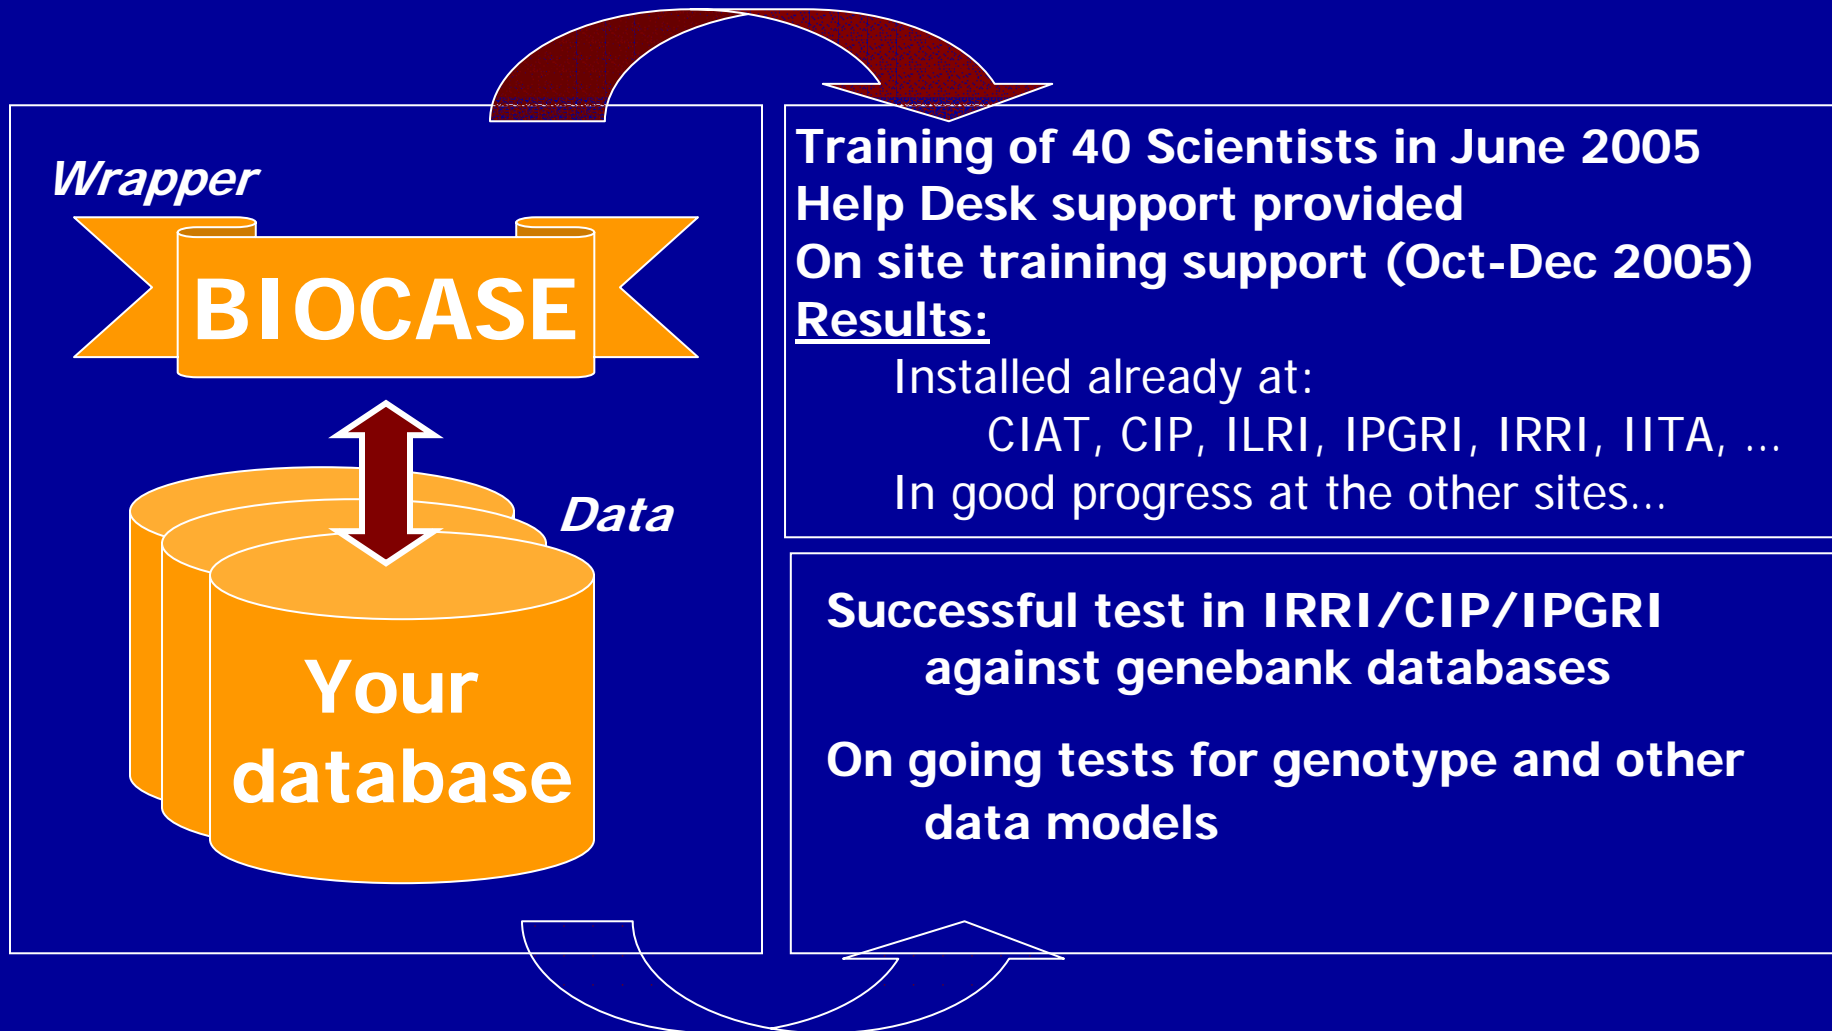 Wrapper
BIOCASE
Data
Your
database
Training of 40 Scientists in June 2005
Help Desk support provided
On site training support (Oct-Dec 2005)
Results:
Installed already at:
CIAT, CIP, ILRI, IPGRI, IRRI, IITA, ...
In good progress at the other sites...
Successful test in IRRI/CIP/IPGRI
against genebank databases
On going tests for genotype and other
data models